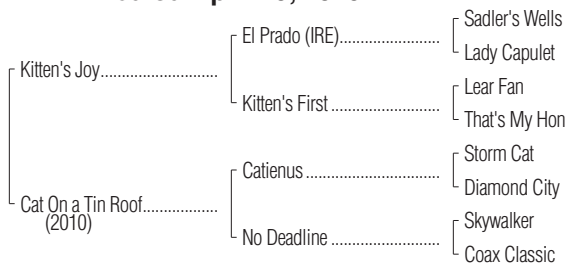 Sadler's Wells
El Prado (IRE)
Lady Capulet
Kitten's Joy
Lear Fan
Kitten's First
That's My Hon
Storm Cat
Catienus
Diamond City
Cat On a Tin Roof
(2010)
Skywalker
No Deadline
Coax Classic